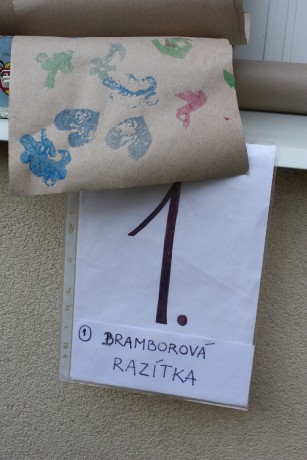 1.
① BRAMBOROVÁ
RAZÍTKA